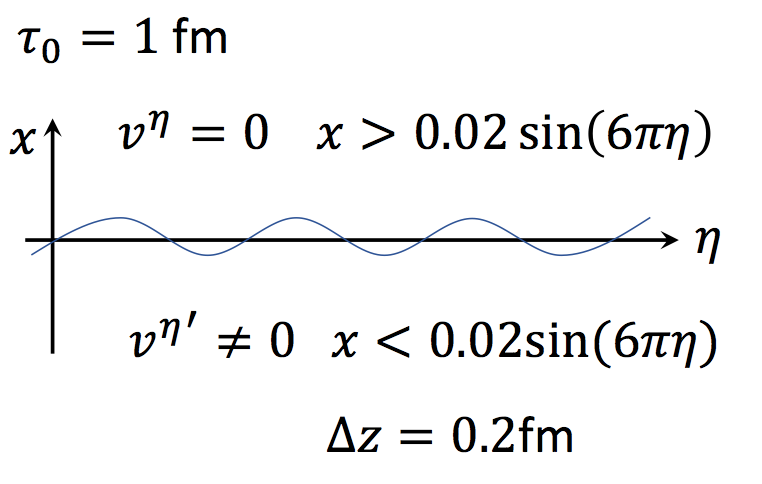 τ₀ = 1 fm
x v^η = 0 x > 0.02 sin(6πη)
η
v^η′ ≠ 0 x < 0.02sin(6πη)
Δz = 0.2fm